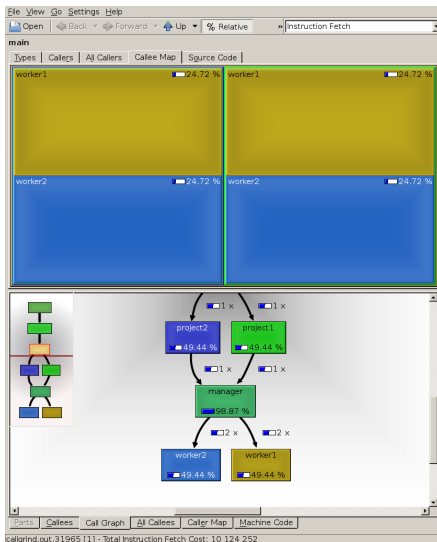 File View Go Settings Help
Open Back Forward Up % Relative » Instruction Fetch
main
Types Callers All Callers Callee Map Source Code
worker1 24.72 % worker1 24.72 %
worker2 24.72 % worker2 24.72 %
1 x 1 x
project2 project1
49.44 % 49.44 %
1 x 1 x
manager
98.87 %
2 x 2 x
worker2 worker1
49.44 % 49.44 %
Parts Callees Call Graph All Callees Caller Map Machine Code
callgrind.out.31965 [1] - Total Instruction Fetch Cost: 10 124 252